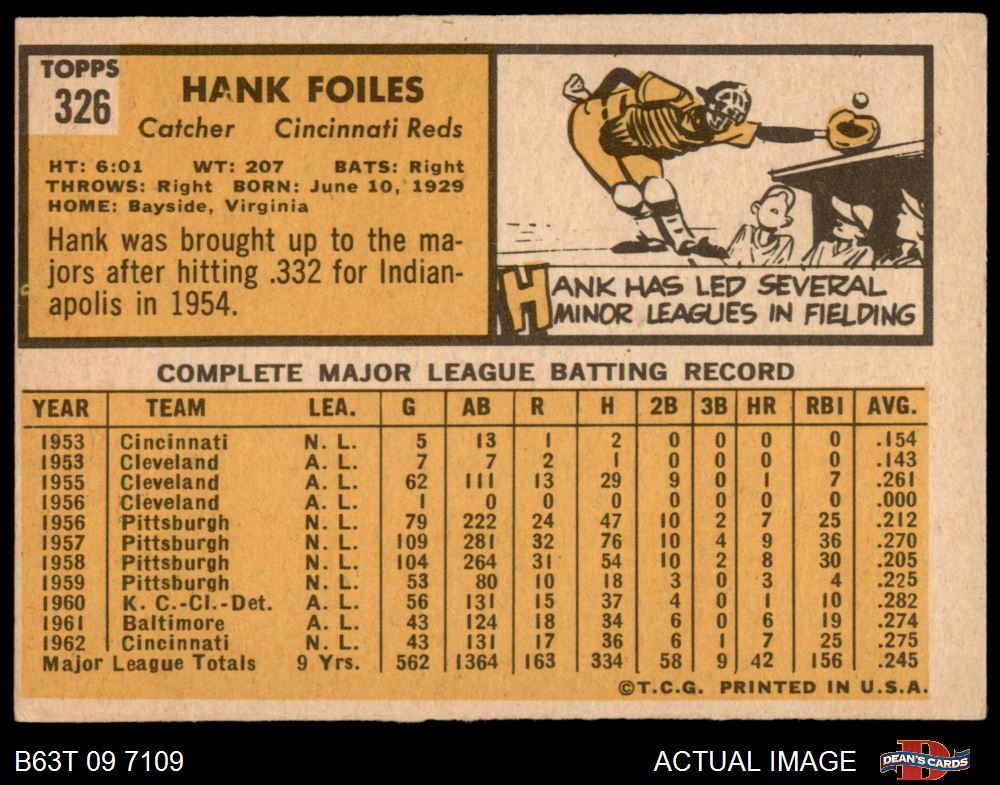 TOPPS
326
HANK FOILES
Catcher Cincinnati Reds
HT: 6:01 WT: 207 BATS: Right
THROWS: Right BORN: June 10, 1929
HOME: Bayside, Virginia
Hank was brought up to the ma-
jors after hitting .332 for Indian-
apolis in 1954.
HANK HAS LED SEVERAL
MINOR LEAGUES IN FIELDING
COMPLETE MAJOR LEAGUE BATTING RECORD
YEAR TEAM LEA. G AB R H 2B 3B HR RBI AVG.
1953 Cincinnati N. L. 5 13 1 2 0 0 0 0 .154
1953 Cleveland A. L. 7 7 2 1 0 0 0 0 .143
1955 Cleveland A. L. 62 111 13 29 9 0 1 7 .261
1956 Cleveland A. L. 1 0 0 0 0 0 0 0 .000
1956 Pittsburgh N. L. 79 222 24 47 10 2 7 25 .212
1957 Pittsburgh N. L. 109 281 32 76 10 4 9 36 .270
1958 Pittsburgh N. L. 104 264 31 54 10 2 8 30 .205
1959 Pittsburgh N. L. 53 80 10 18 3 0 3 4 .225
1960 K. C.-Cl.-Det. A. L. 56 131 15 37 4 0 1 10 .282
1961 Baltimore A. L. 43 124 18 34 6 0 6 19 .274
1962 Cincinnati N. L. 43 131 17 36 6 1 7 25 .275
Major League Totals 9 Yrs. 562 1364 163 334 58 9 42 156 .245
©T.C.G. PRINTED IN U.S.A.
B63T 09 7109 ACTUAL IMAGE
D
DEAN'S CARDS